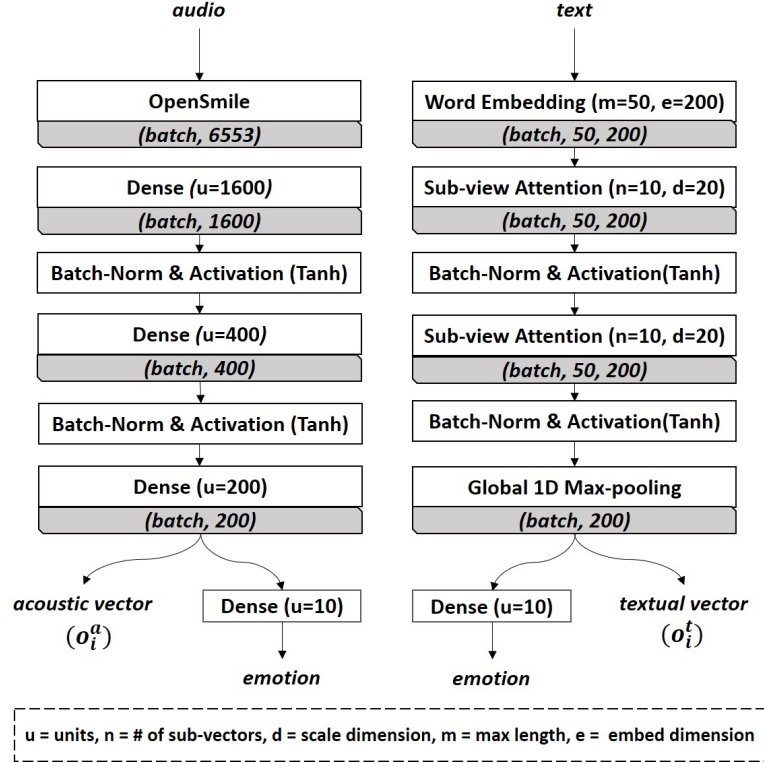 audio
OpenSmile
(batch, 6553)
Dense (u=1600)
(batch, 1600)
Batch-Norm & Activation (Tanh)
Dense (u=400)
(batch, 400)
Batch-Norm & Activation (Tanh)
Dense (u=200)
(batch, 200)
acoustic vector
(oᵢᵃ)
Dense (u=10)
emotion
text
Word Embedding (m=50, e=200)
(batch, 50, 200)
Sub-view Attention (n=10, d=20)
(batch, 50, 200)
Batch-Norm & Activation(Tanh)
Sub-view Attention (n=10, d=20)
(batch, 50, 200)
Batch-Norm & Activation(Tanh)
Global 1D Max-pooling
(batch, 200)
Dense (u=10)
emotion
textual vector
(oᵢᵗ)
u = units, n = # of sub-vectors, d = scale dimension, m = max length, e = embed dimension